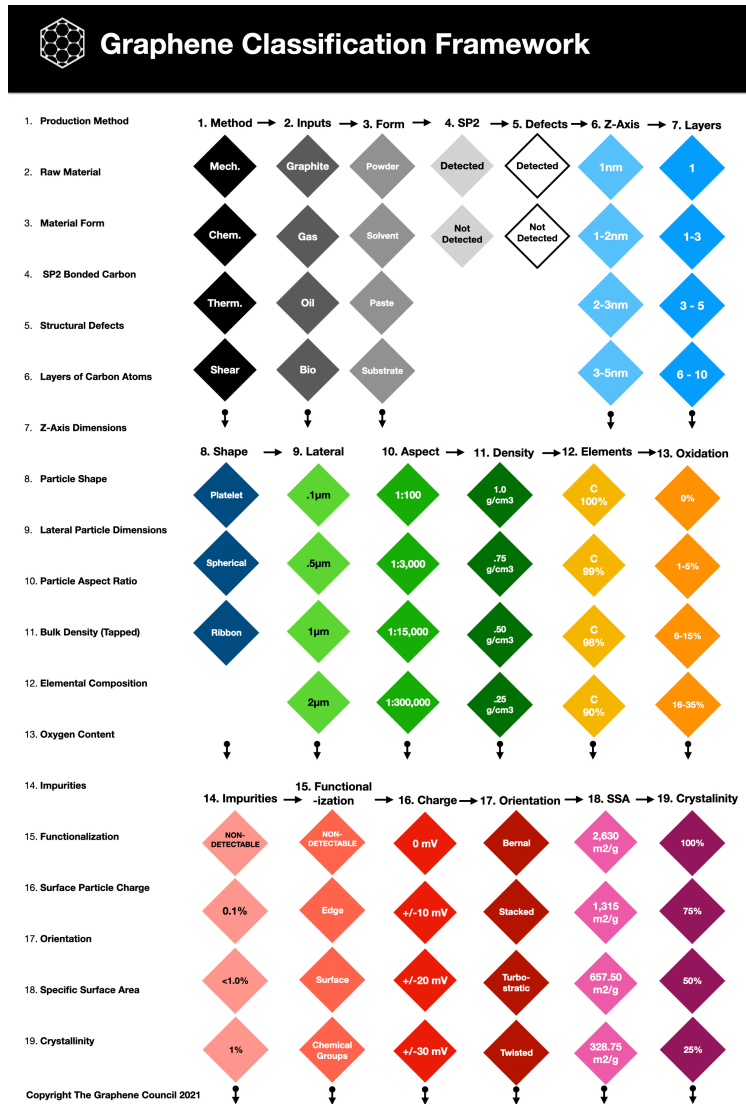 Graphene Classification Framework
1. Production Method
2. Raw Material
3. Material Form
4. SP2 Bonded Carbon
5. Structural Defects
6. Layers of Carbon Atoms
7. Z-Axis Dimensions
8. Particle Shape
9. Lateral Particle Dimensions
10. Particle Aspect Ratio
11. Bulk Density (Tapped)
12. Elemental Composition
13. Oxygen Content
14. Impurities
15. Functionalization
16. Surface Particle Charge
17. Orientation
18. Specific Surface Area
19. Crystallinity
1. Method
2. Inputs
3. Form
4. SP2
5. Defects
6. Z-Axis
7. Layers
Mech.
Graphite
Powder
Detected
Detected
1nm
1
Chem.
Gas
Solvent
Not
Detected
Not
Detected
1-2nm
1-3
Therm.
Oil
Paste
2-3nm
3 - 5
Shear
Bio
Substrate
3-5nm
6 - 10
8. Shape
9. Lateral
10. Aspect
11. Density
12. Elements
13. Oxidation
Platelet
.1µm
1:100
1.0
g/cm3
C
100%
0%
Spherical
.5µm
1:3,000
.75
g/cm3
C
99%
1-5%
Ribbon
1µm
1:15,000
.50
g/cm3
C
98%
6-15%
2µm
1:300,000
.25
g/cm3
C
90%
16-35%
14. Impurities
15. Functional
-ization
16. Charge
17. Orientation
18. SSA
19. Crystalinity
NON-
DETECTABLE
NON-
DETECTABLE
0 mV
Bernal
2,630
m2/g
100%
0.1%
Edge
+/-10 mV
Stacked
1,315
m2/g
75%
<1.0%
Surface
+/-20 mV
Turbo-
stratic
657.50
m2/g
50%
1%
Chemical
Groups
+/-30 mV
Twisted
328.75
m2/g
25%
Copyright The Graphene Council 2021